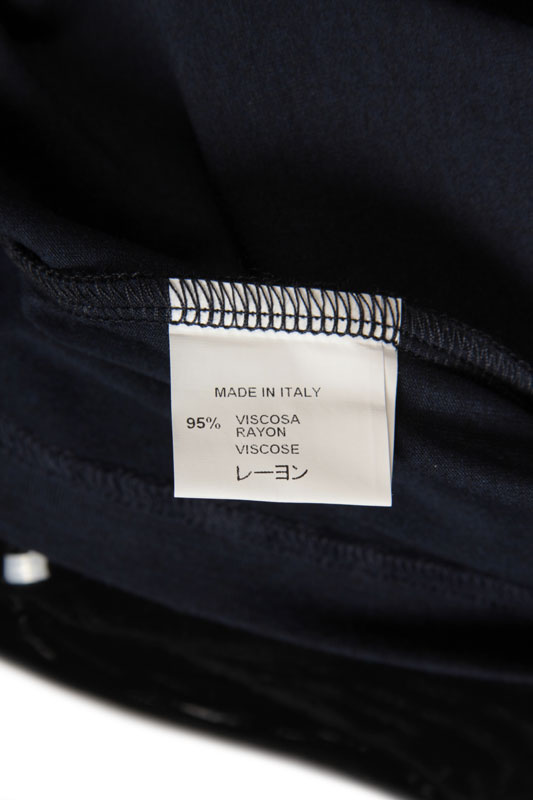 MADE IN ITALY
95% VISCOSA
RAYON
VISCOSE
レーヨン